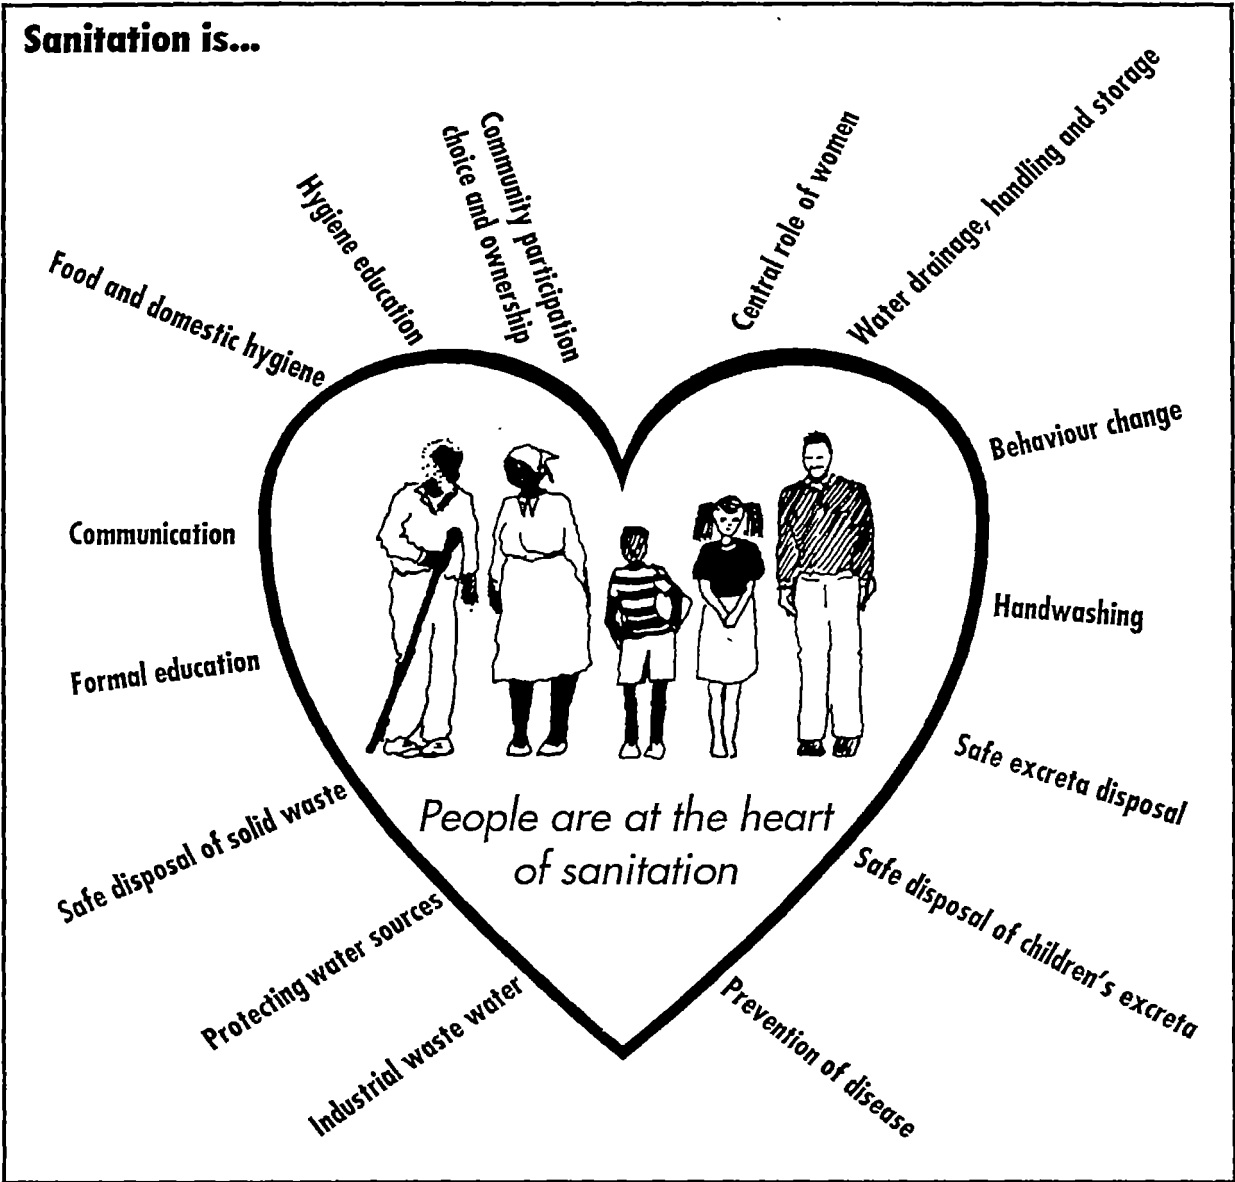 Sanitation is...
Food and domestic hygiene
Hygiene education
Community participation
choice and ownership
Central role of women
Water drainage, handling and storage
Behaviour change
Handwashing
Safe excreta disposal
Safe disposal of children's excreta
Prevention of disease
Industrial waste water
Protecting water sources
Safe disposal of solid waste
Formal education
Communication
People are at the heart
of sanitation